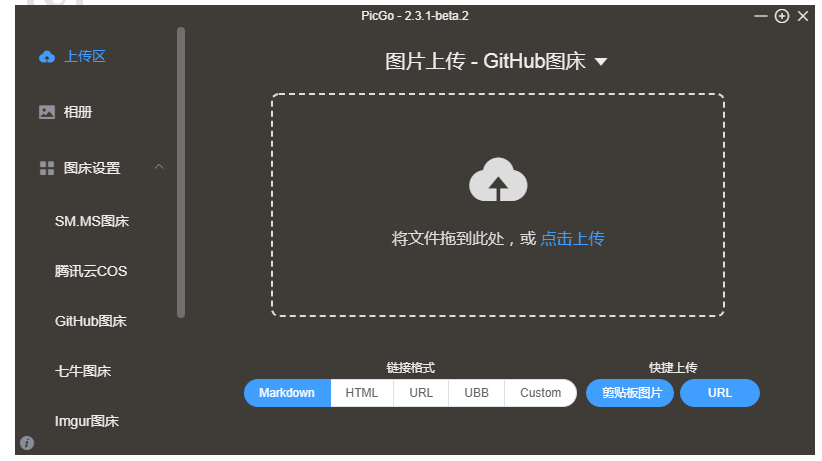 PicGo - 2.3.1-beta.2
上传区
相册
图床设置
SM.MS图床
腾讯云COS
GitHub图床
七牛图床
Imgur图床
图片上传 - GitHub图床
将文件拖到此处，或 点击上传
链接格式
Markdown HTML URL UBB Custom
快捷上传
剪贴板图片 URL